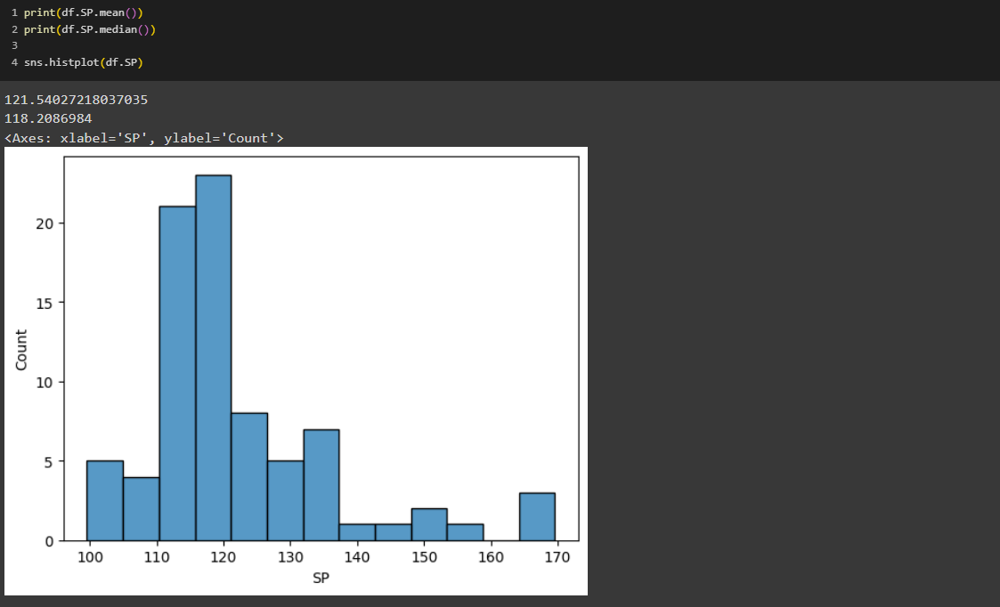 1 print(df.SP.mean())
2 print(df.SP.median())
3
4 sns.histplot(df.SP)
121.54027218037035
118.2086984
<Axes: xlabel='SP', ylabel='Count'>
20
15
10
5
0
Count
100 110 120 130 140 150 160 170
SP